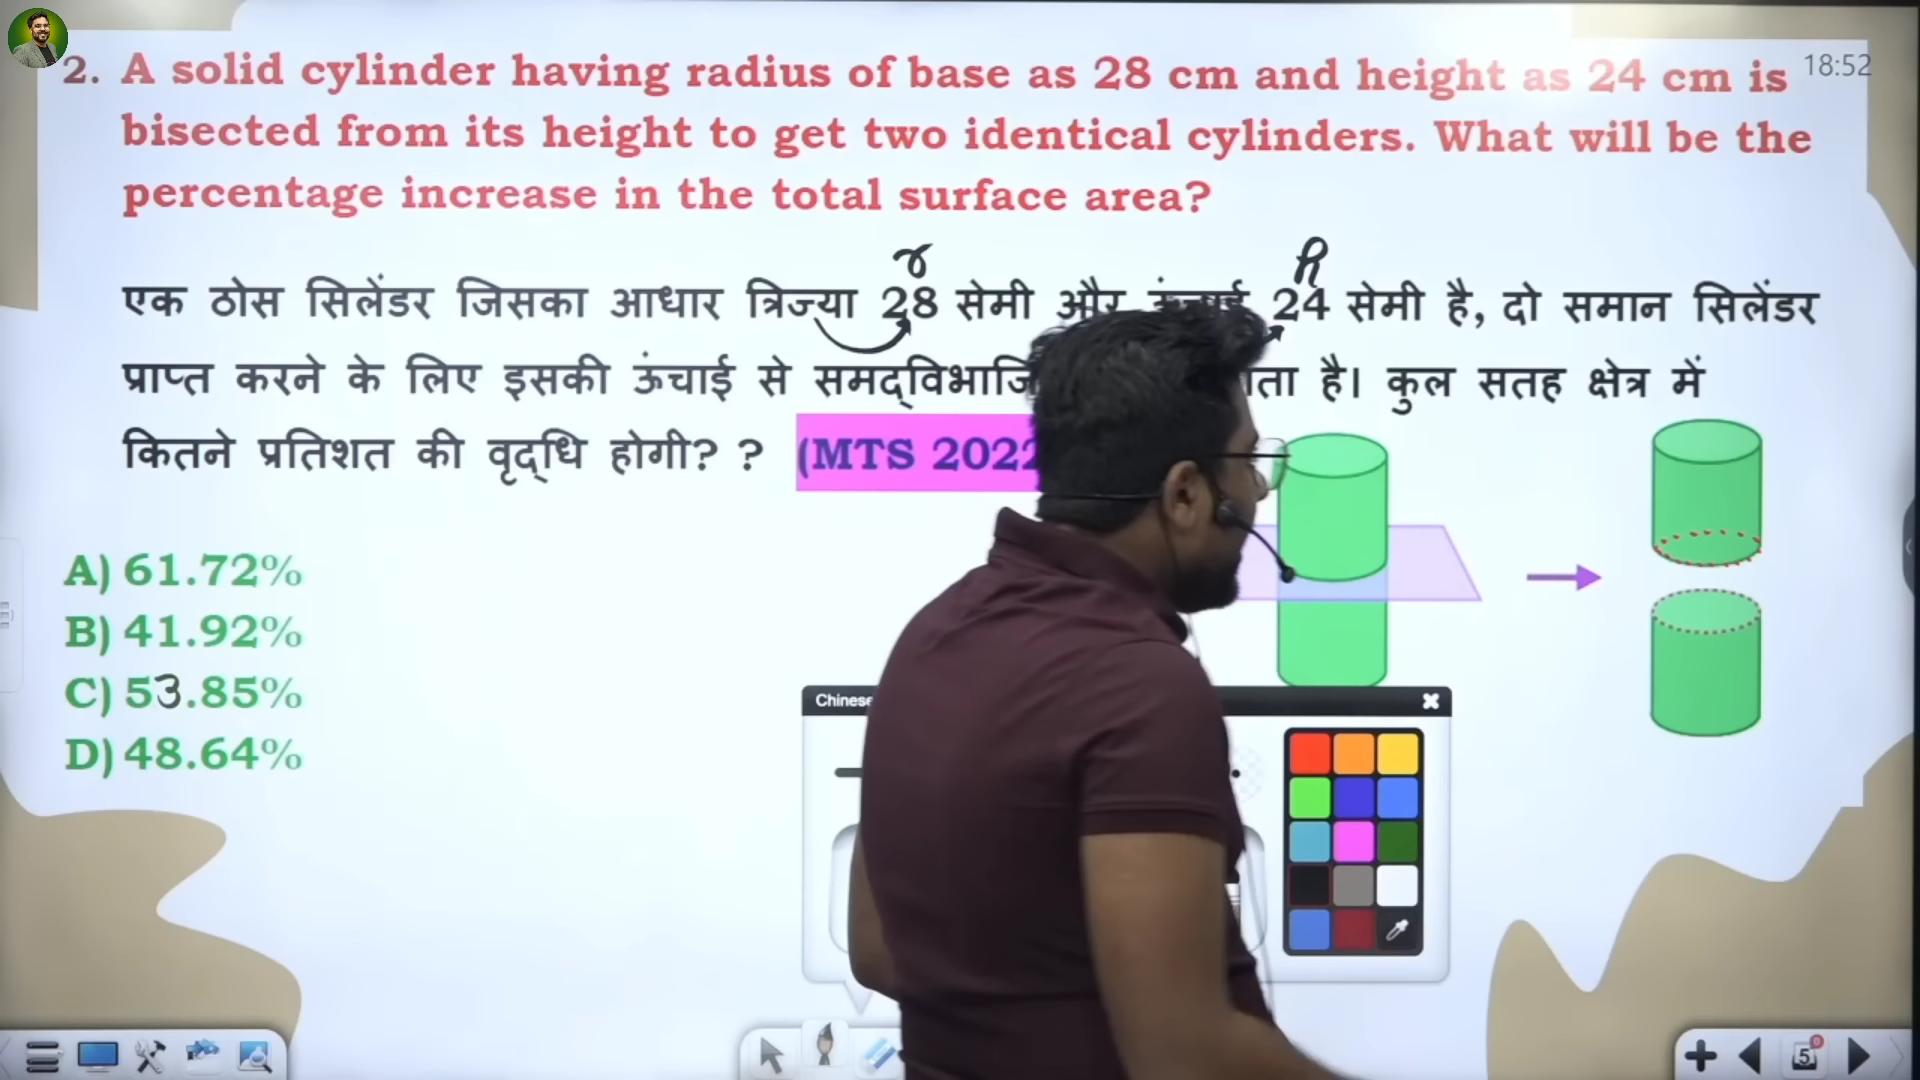 2. A solid cylinder having radius of base as 28 cm and height as 24 cm is
18:52
bisected from its height to get two identical cylinders. What will be the
percentage increase in the total surface area?
r h
एक ठोस सिलेंडर जिसका आधार त्रिज्या 28 सेमी और ऊंचाई 24 सेमी है, दो समान सिलेंडर
प्राप्त करने के लिए इसकी ऊंचाई से है। कुल सतह क्षेत्र में
कितने प्रतिशत की वृद्धि होगी? ? (MTS 2022
A) 61.72%
B) 41.92%
C) 53.85%
D) 48.64%
Chinese
5